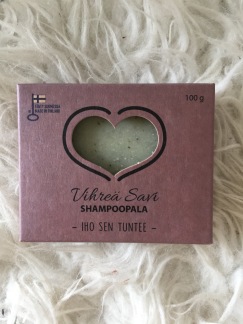 100 g
Vihreä Savi
SHAMPOOPALA
- IHO SEN TUNTEE -